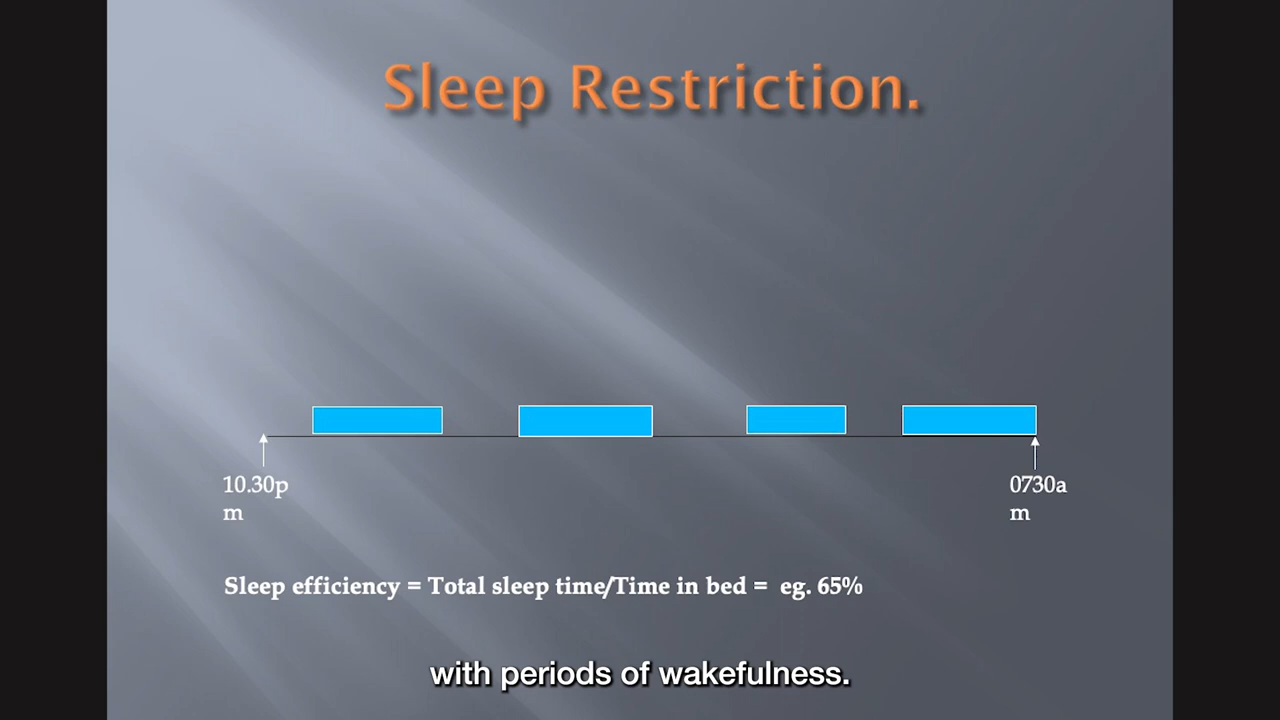 Sleep Restriction.
10.30p
m
0730a
m
Sleep efficiency = Total sleep time/Time in bed = eg. 65%
with periods of wakefulness.